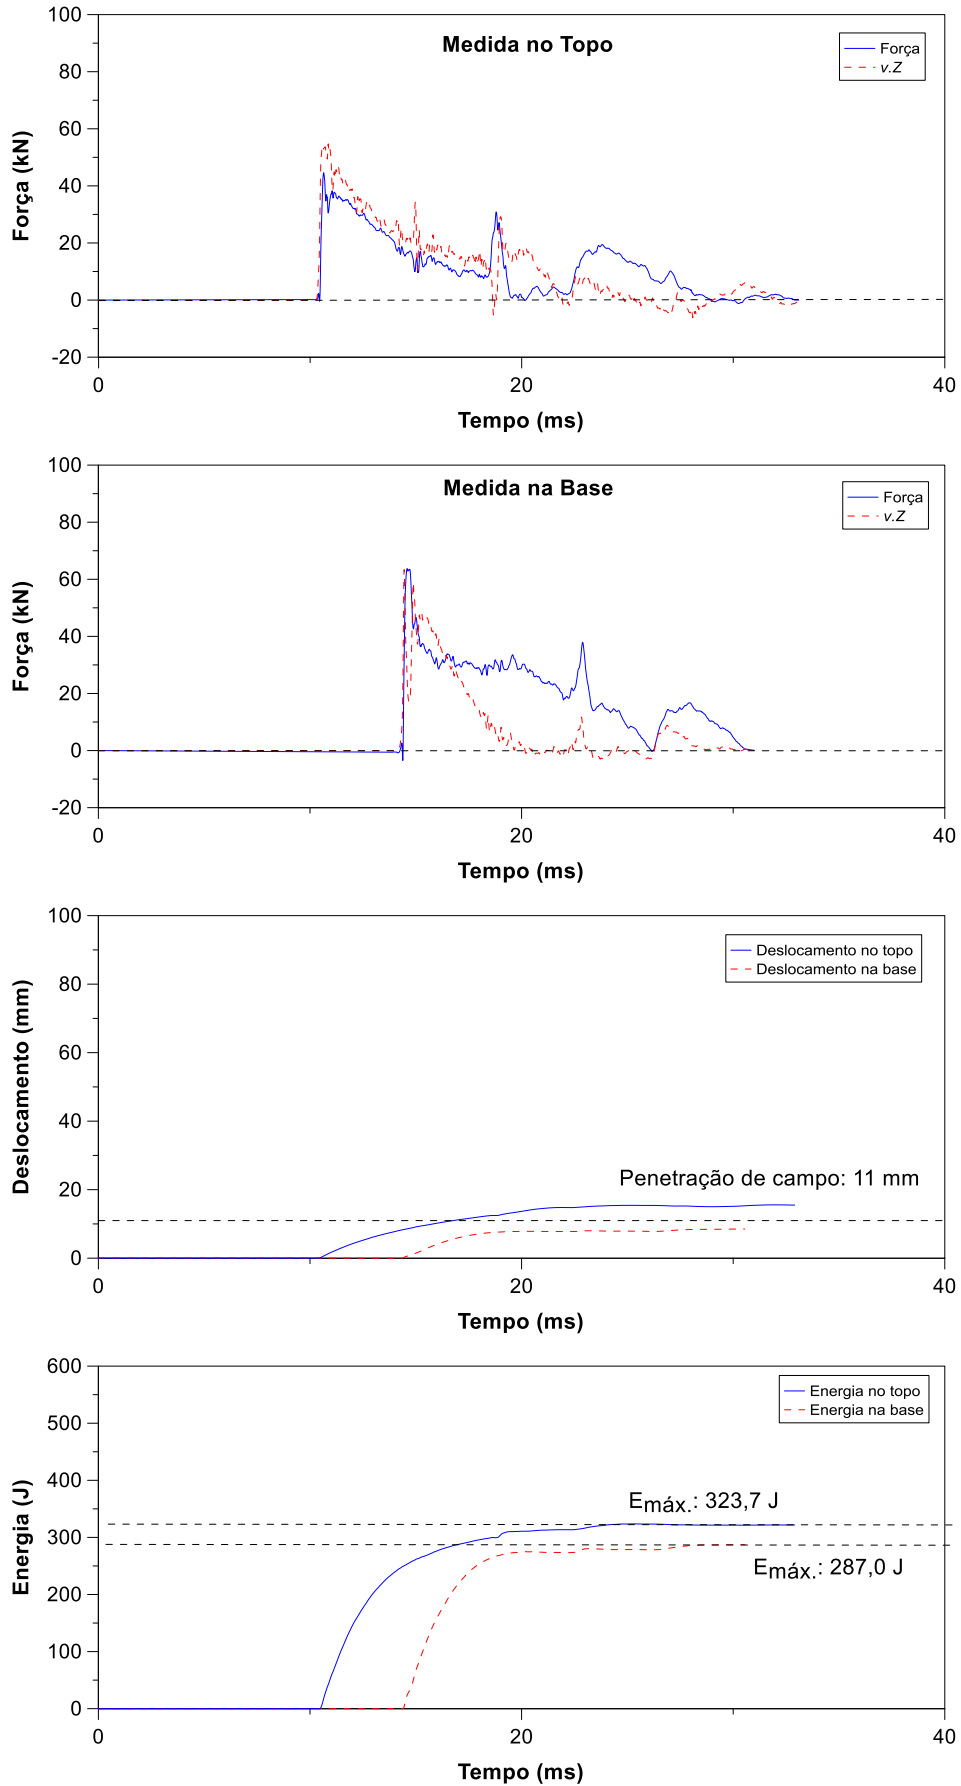 Medida no Topo
Força
v.Z
Força (kN)
100
80
60
40
20
0
-20
0
20
40
Tempo (ms)
Medida na Base
Força
v.Z
Força (kN)
100
80
60
40
20
0
-20
0
20
40
Tempo (ms)
Deslocamento no topo
Deslocamento na base
Deslocamento (mm)
100
80
60
40
20
0
Penetração de campo: 11 mm
0
20
40
Tempo (ms)
Energia no topo
Energia na base
Energia (J)
600
500
400
300
200
100
0
Emáx.: 323,7 J
Emáx.: 287,0 J
0
20
40
Tempo (ms)